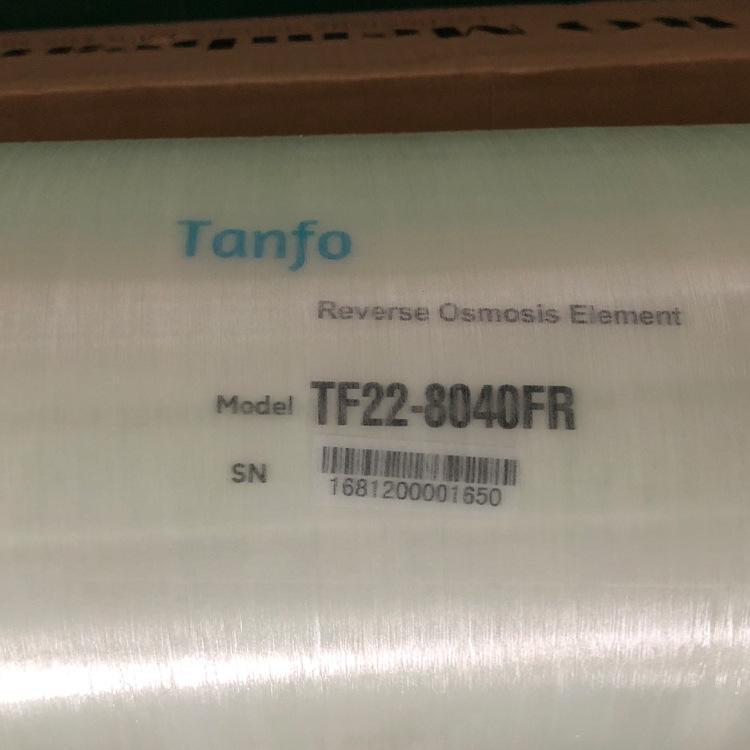 Tanfo
Reverse Osmosis Element
Model TF22-8040FR
SN
1681200001650